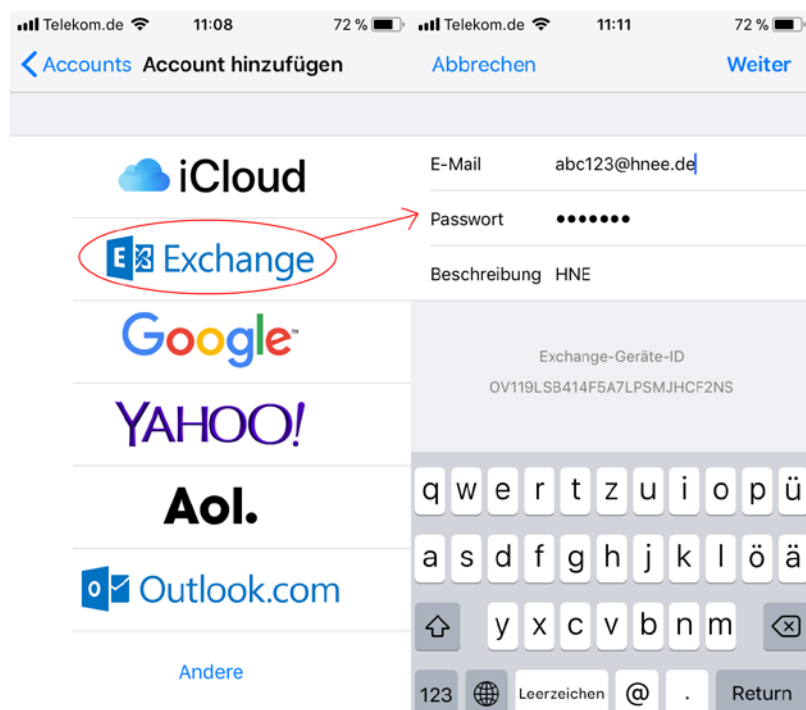 Telekom.de 11:08 72 %
Accounts Account hinzufügen
iCloud
E Exchange
Google™
YAHOO!
Aol.
o Outlook.com
Andere
Telekom.de 11:11 72 %
Abbrechen Weiter
E-Mail abc123@hnee.de
Passwort •••••••
Beschreibung HNE
Exchange-Geräte-ID
OV119LSB414F5A7LPSMJHCF2NS
q w e r t z u i o p ü
a s d f g h j k l ö ä
y x c v b n m
123 Leerzeichen @ . Return